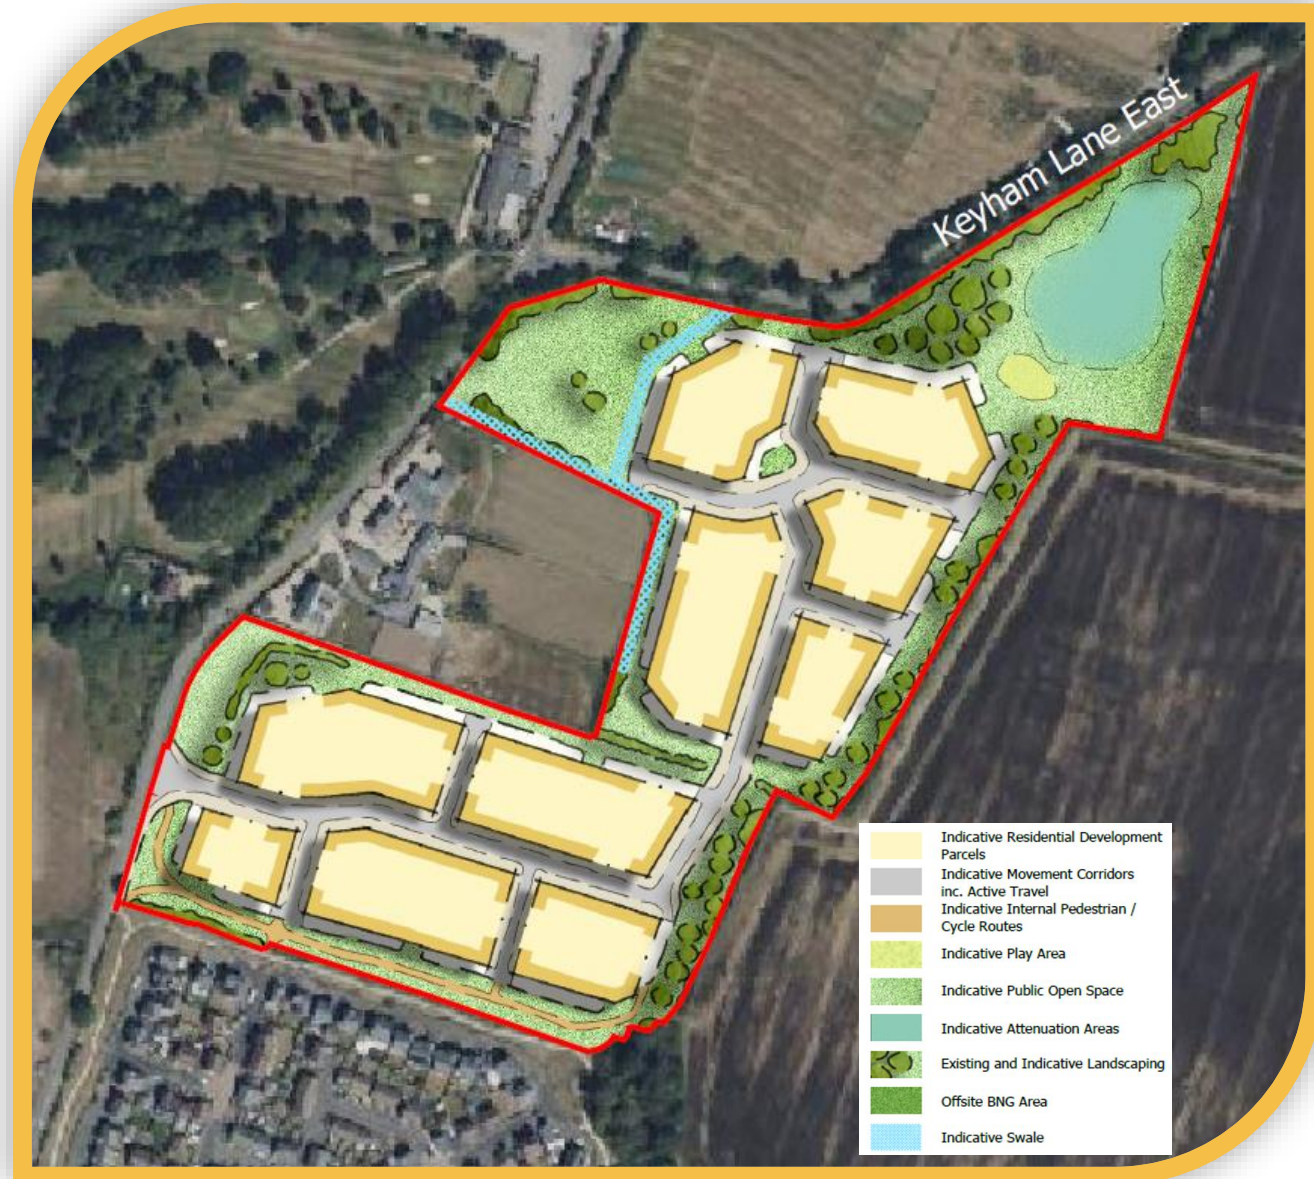 Keyham Lane East
Indicative Residential Development
Parcels
Indicative Movement Corridors
inc. Active Travel
Indicative Internal Pedestrian /
Cycle Routes
Indicative Play Area
Indicative Public Open Space
Indicative Attenuation Areas
Existing and Indicative Landscaping
Offsite BNG Area
Indicative Swale